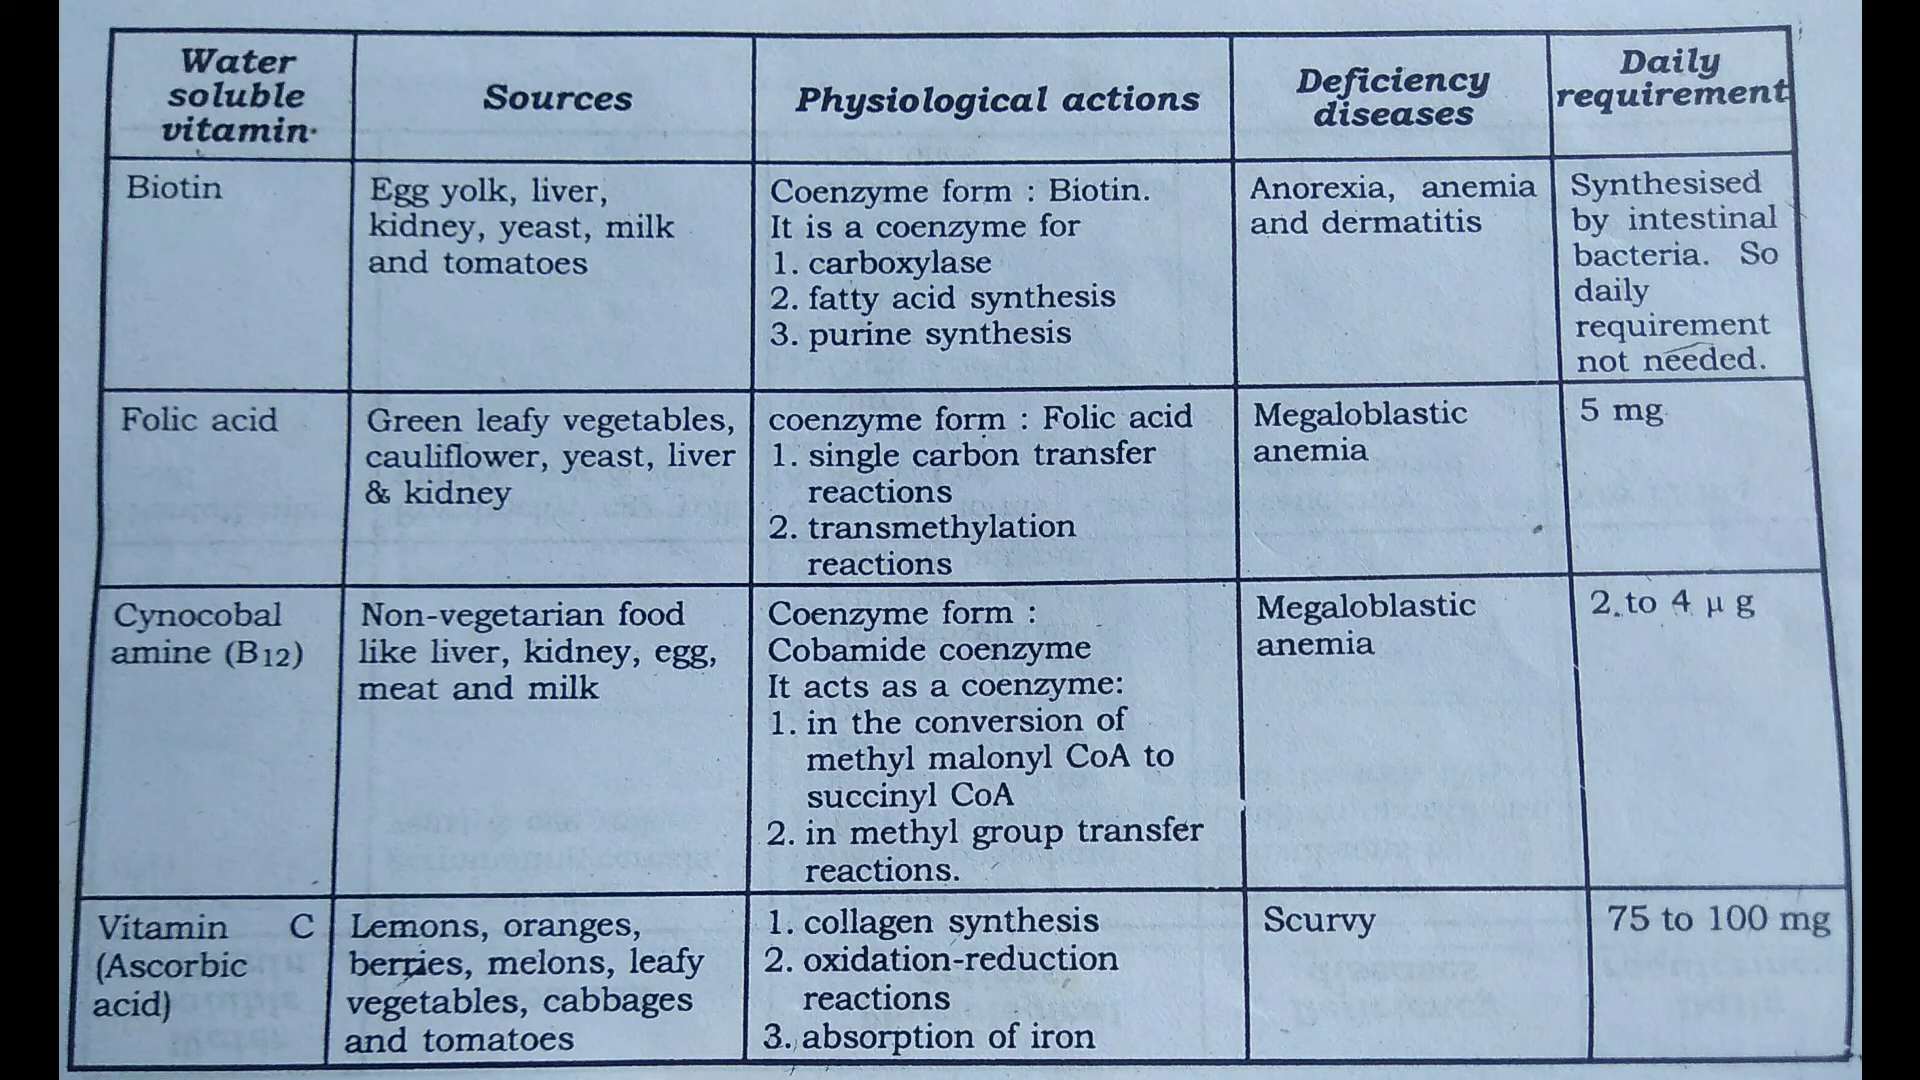 Water
soluble
vitamin
Sources
Physiological actions
Deficiency
diseases
Daily
requirement
Biotin
Egg yolk, liver,
kidney, yeast, milk
and tomatoes
Coenzyme form : Biotin.
It is a coenzyme for
1. carboxylase
2. fatty acid synthesis
3. purine synthesis
Anorexia, anemia
and dermatitis
Synthesised
by intestinal
bacteria. So
daily
requirement
not needed.
Folic acid
Green leafy vegetables,
cauliflower, yeast, liver
& kidney
coenzyme form : Folic acid
1. single carbon transfer
reactions
2. transmethylation
reactions
Megaloblastic
anemia
5 mg
Cynocobal
amine (B12)
Non-vegetarian food
like liver, kidney, egg,
meat and milk
Coenzyme form :
Cobamide coenzyme
It acts as a coenzyme:
1. in the conversion of
methyl malonyl CoA to
succinyl CoA
2. in methyl group transfer
reactions.
Megaloblastic
anemia
2 to 4 μ g
Vitamin C
(Ascorbic
acid)
Lemons, oranges,
berries, melons, leafy
vegetables, cabbages
and tomatoes
1. collagen synthesis
2. oxidation-reduction
reactions
3. absorption of iron
Scurvy
75 to 100 mg